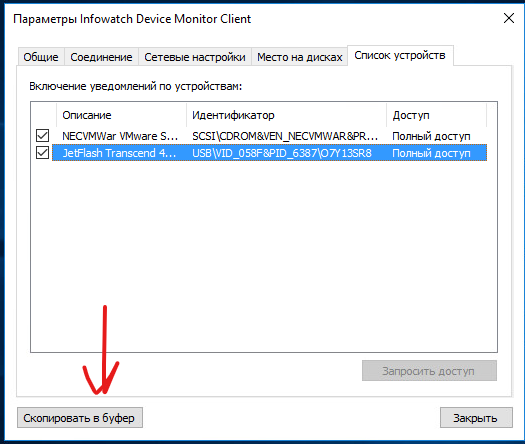 Параметры Infowatch Device Monitor Client
Общие Соединение Сетевые настройки Место на дисках Список устройств
Включение уведомлений по устройствам:
Описание Идентификатор Доступ
NECVMWar VMware S... SCSI\CDROM&VEN_NECVMWAR&PR... Полный доступ
JetFlash Transcend 4... USB\VID_058F&PID_6387\O7Y13SR8 Полный доступ
Запросить доступ
Скопировать в буфер Закрыть